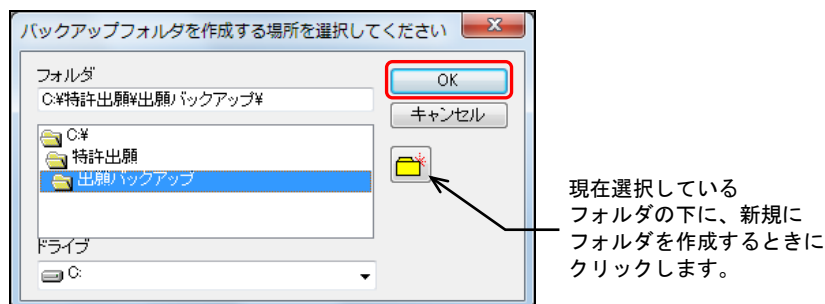 バックアップフォルダを作成する場所を選択してください
フォルダ
C:¥特許出願¥出願バックアップ¥
OK
キャンセル
C:¥
特許出願
出願バックアップ
現在選択している
フォルダの下に、新規に
フォルダを作成するときに
クリックします。
ドライブ
C: